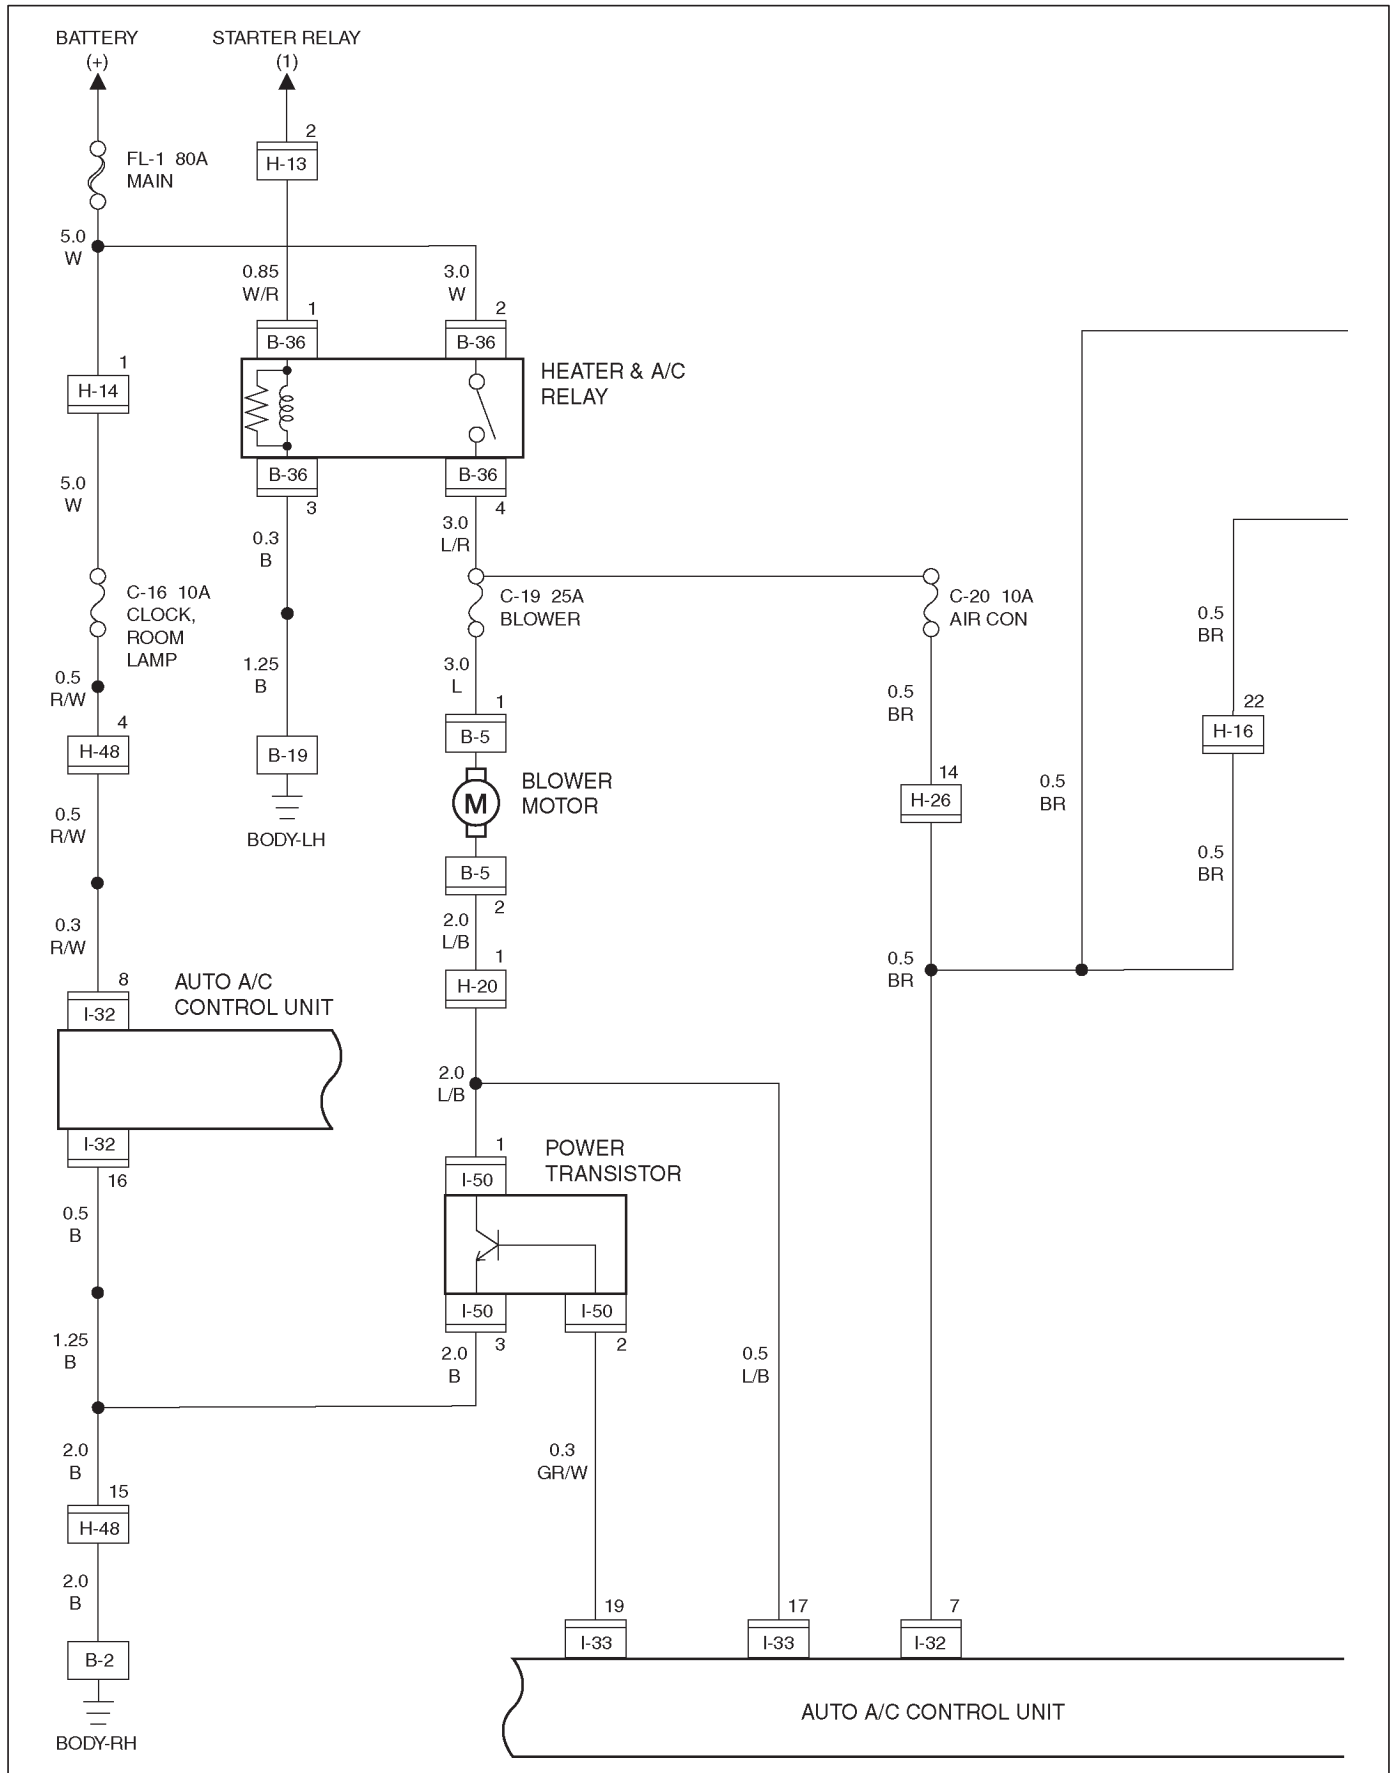 BATTERY
(+)
STARTER RELAY
(1)
2
H-13
FL-1 80A
MAIN
5.0
W
0.85
W/R
3.0
W
1
B-36
2
B-36
HEATER & A/C
RELAY
1
H-14
B-36
3
B-36
4
5.0
W
0.3
B
3.0
L/R
C-16 10A
CLOCK,
ROOM
LAMP
C-19 25A
BLOWER
C-20 10A
AIR CON
0.5
BR
0.5
R/W
1.25
B
3.0
L
0.5
BR
4
H-48
B-19
BODY-LH
1
B-5
22
H-16
BLOWER
MOTOR
M
14
H-26
0.5
BR
0.5
R/W
0.5
BR
B-5
2
0.3
R/W
2.0
L/B
1
H-20
0.5
BR
8
I-32
AUTO A/C
CONTROL UNIT
2.0
L/B
I-32
16
1
I-50
POWER
TRANSISTOR
0.5
B
I-50
3
I-50
2
1.25
B
2.0
B
0.5
L/B
2.0
B
0.3
GR/W
15
H-48
2.0
B
19
I-33
17
I-33
7
I-32
B-2
BODY-RH
AUTO A/C CONTROL UNIT